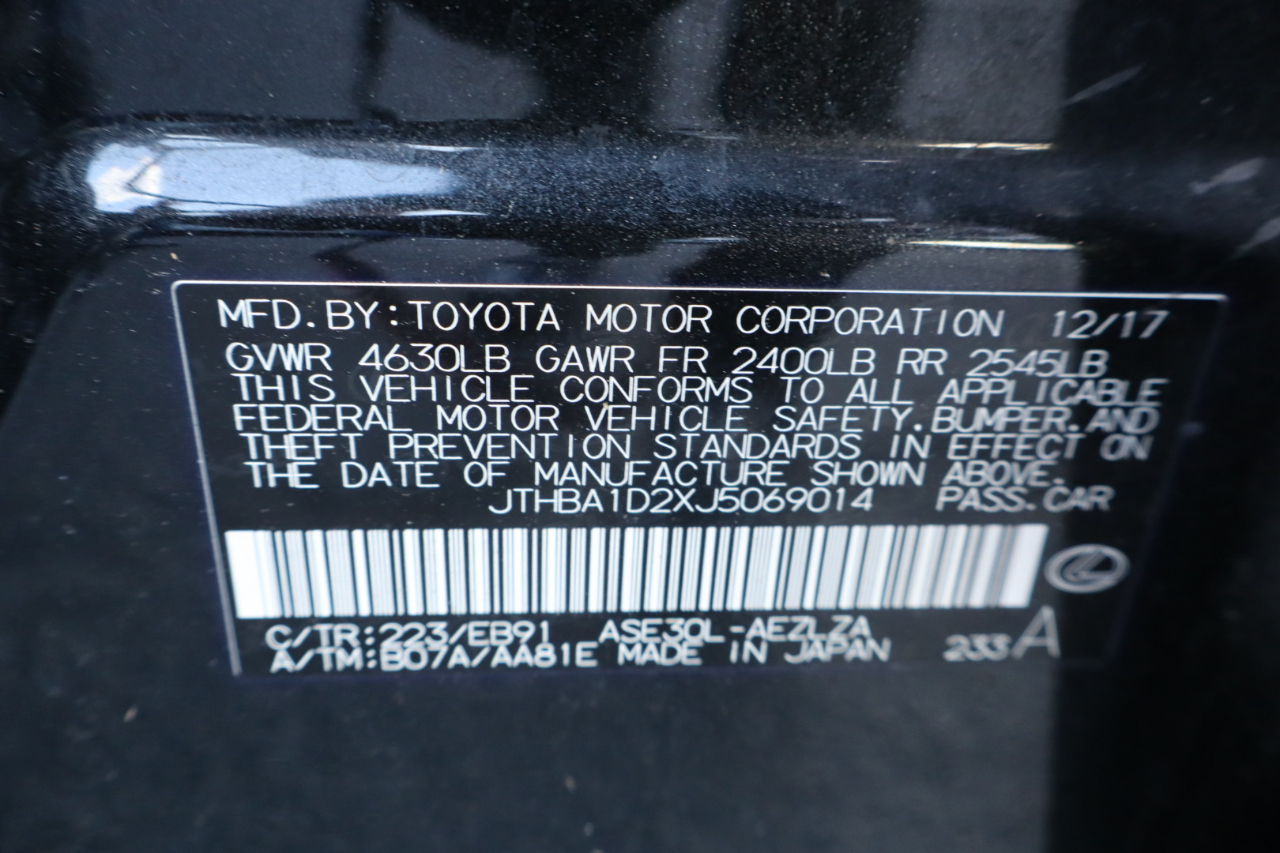 MFD.BY:TOYOTA MOTOR CORPORATION 12/17
GVWR 4630LB GAWR FR 2400LB RR 2545LB
THIS VEHICLE CONFORMS TO ALL APPLICABLE
FEDERAL MOTOR VEHICLE SAFETY,BUMPER,AND
THEFT PREVENTION STANDARDS IN EFFECT ON
THE DATE OF MANUFACTURE SHOWN ABOVE.
JTHBA1D2XJ5069014 PASS.CAR
C/TR:223/EB91 ASE30L-AEZLZA
A/TM:B07A/AA81E MADE IN JAPAN 233A